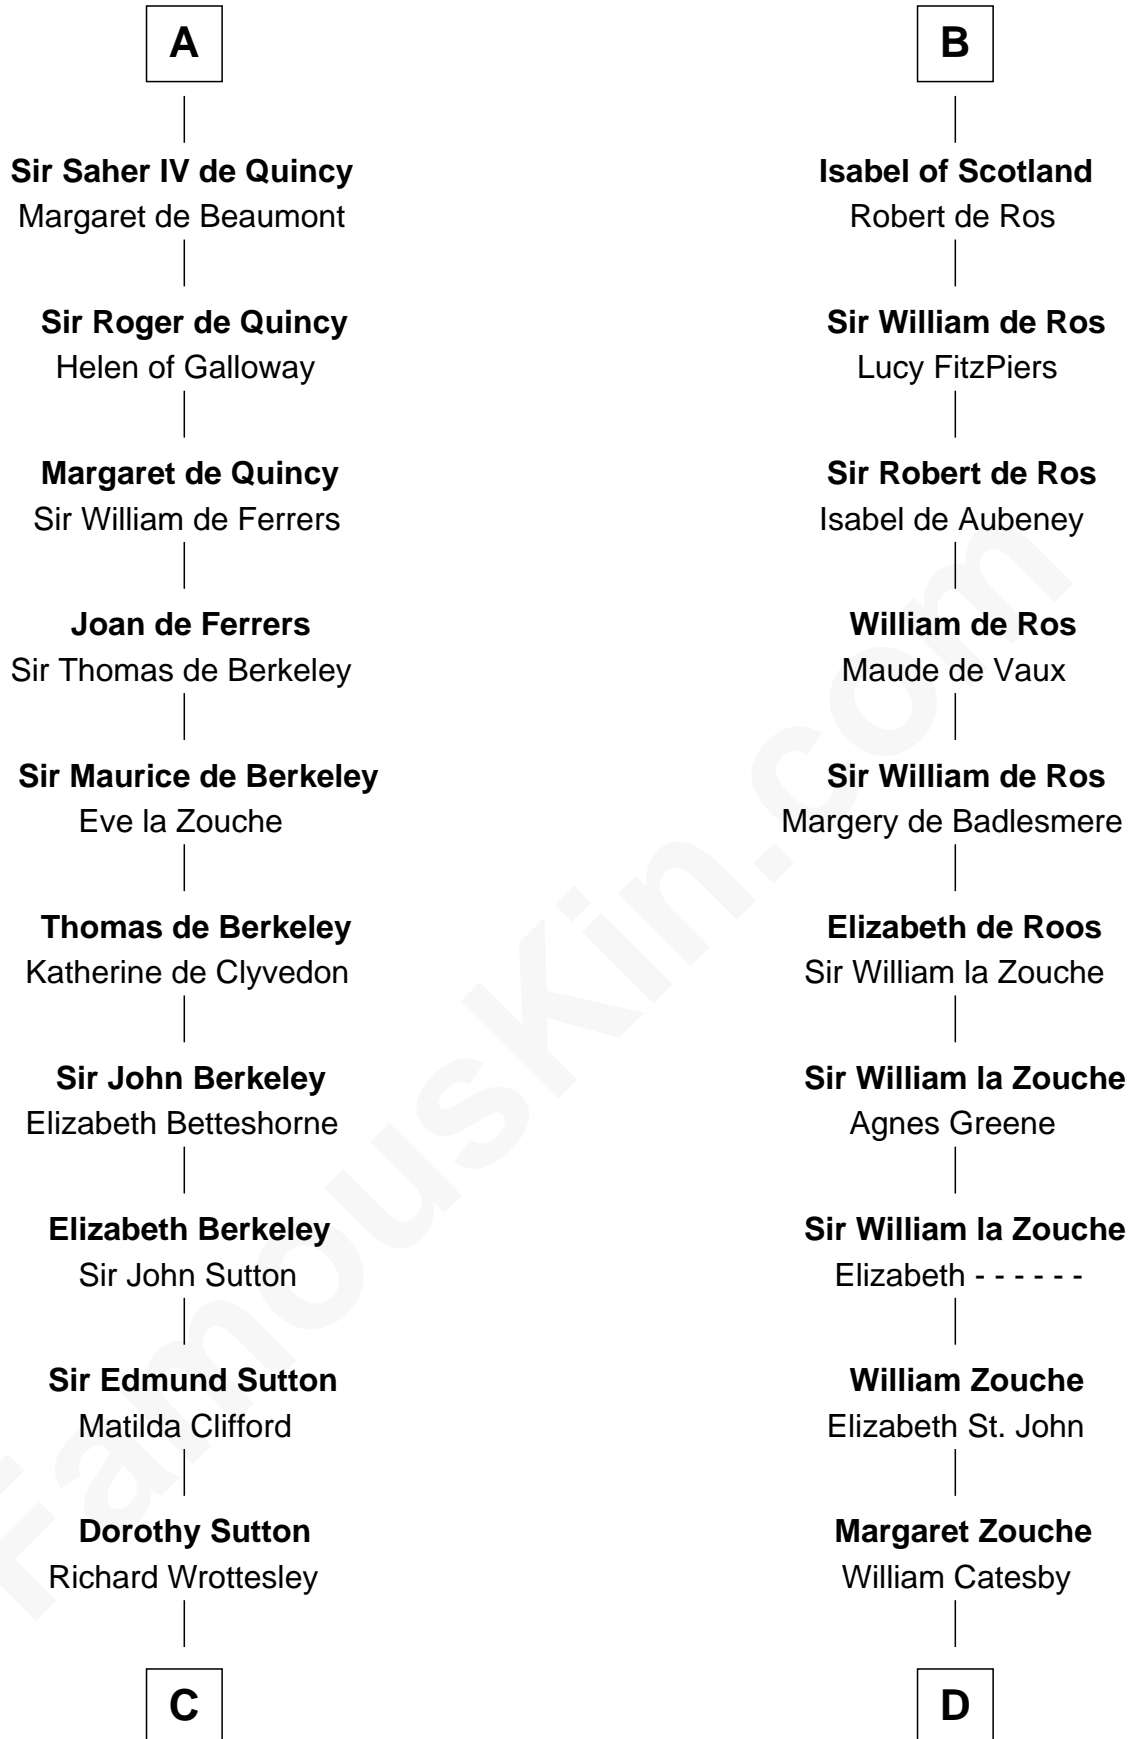 A
Sir Saher IV de Quincy
Margaret de Beaumont
Sir Roger de Quincy
Helen of Galloway
Margaret de Quincy
Sir William de Ferrers
Joan de Ferrers
Sir Thomas de Berkeley
Sir Maurice de Berkeley
Eve la Zouche
Thomas de Berkeley
Katherine de Clyvedon
Sir John Berkeley
Elizabeth Betteshorne
Elizabeth Berkeley
Sir John Sutton
Sir Edmund Sutton
Matilda Clifford
Dorothy Sutton
Richard Wrottesley
C
B
Isabel of Scotland
Robert de Ros
Sir William de Ros
Lucy FitzPiers
Sir Robert de Ros
Isabel de Aubeney
William de Ros
Maude de Vaux
Sir William de Ros
Margery de Badlesmere
Elizabeth de Roos
Sir William la Zouche
Sir William la Zouche
Agnes Greene
Sir William la Zouche
Elizabeth - - - - - -
William Zouche
Elizabeth St. John
Margaret Zouche
William Catesby
D
FamousKin.com